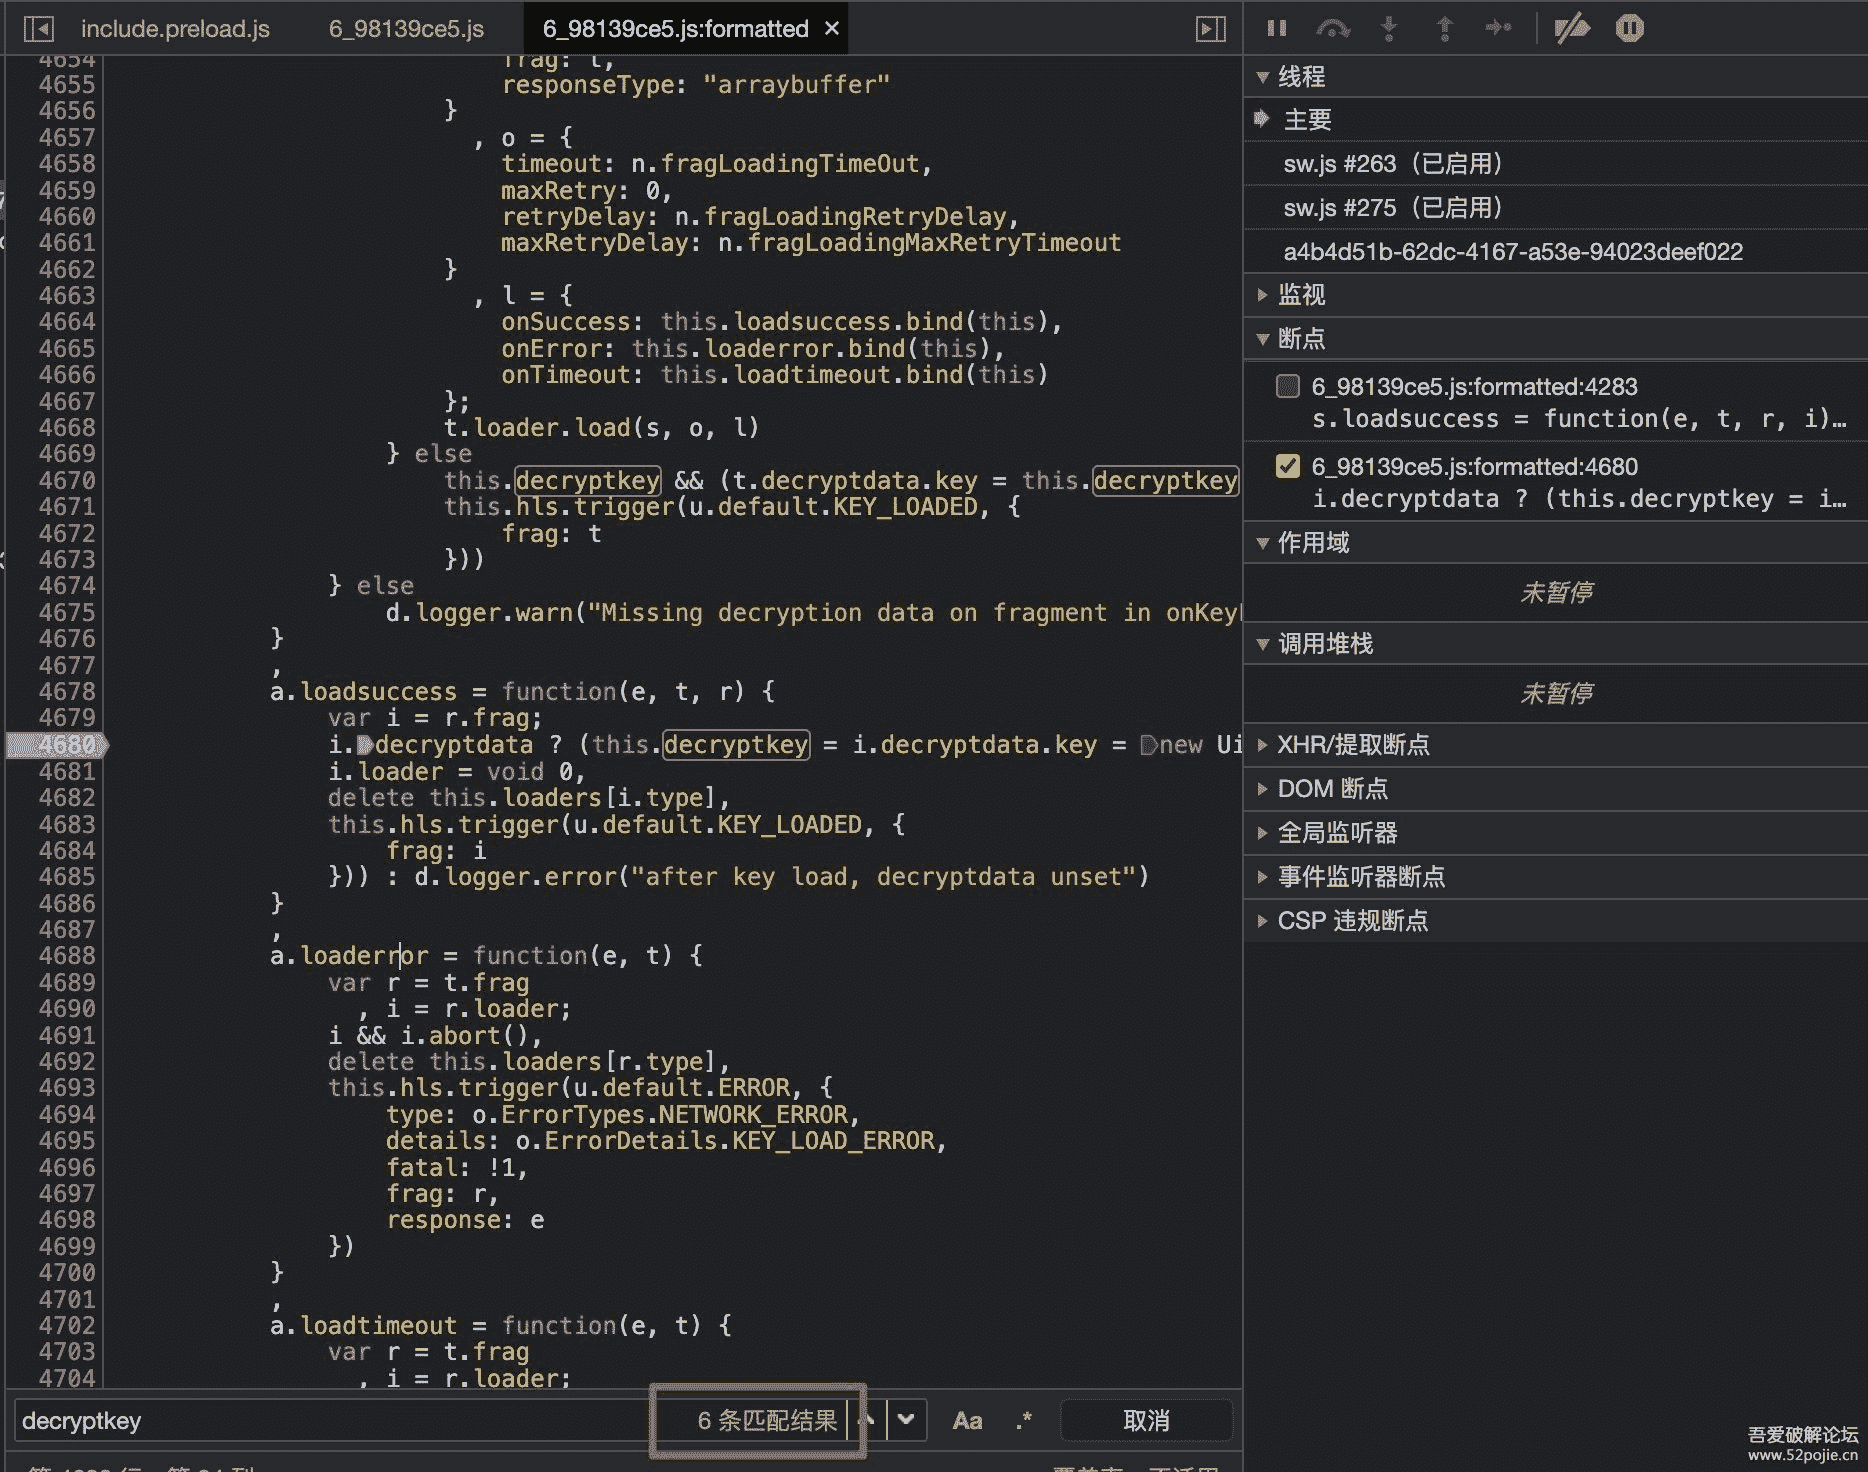 include.preload.js
6_98139ce5.js
6_98139ce5.js:formatted
4654 frag: t,
4655 responseType: "arraybuffer"
4656 }
4657 , o = {
4658 timeout: n.fragLoadingTimeOut,
4659 maxRetry: 0,
4660 retryDelay: n.fragLoadingRetryDelay,
4661 maxRetryDelay: n.fragLoadingMaxRetryTimeout
4662 }
4663 , l = {
4664 onSuccess: this.loadsuccess.bind(this),
4665 onError: this.loaderror.bind(this),
4666 onTimeout: this.loadtimeout.bind(this)
4667 };
4668 t.loader.load(s, o, l)
4669 } else
4670 this.decryptkey && (t.decryptdata.key = this.decryptkey
4671 this.hls.trigger(u.default.KEY_LOADED, {
4672 frag: t
4673 }))
4674 } else
4675 d.logger.warn("Missing decryption data on fragment in onKey
4676 }
4677 ,
4678 a.loadsuccess = function(e, t, r) {
4679 var i = r.frag;
4680 i.decryptdata ? (this.decryptkey = i.decryptdata.key = new Ui
4681 i.loader = void 0,
4682 delete this.loaders[i.type],
4683 this.hls.trigger(u.default.KEY_LOADED, {
4684 frag: i
4685 })) : d.logger.error("after key load, decryptdata unset")
4686 }
4687 ,
4688 a.loaderror = function(e, t) {
4689 var r = t.frag
4690 , i = r.loader;
4691 i && i.abort(),
4692 delete this.loaders[r.type],
4693 this.hls.trigger(u.default.ERROR, {
4694 type: o.ErrorTypes.NETWORK_ERROR,
4695 details: o.ErrorDetails.KEY_LOAD_ERROR,
4696 fatal: !1,
4697 frag: r,
4698 response: e
4699 })
4700 }
4701 ,
4702 a.loadtimeout = function(e, t) {
4703 var r = t.frag
4704 , i = r.loader;
decryptkey
6 条匹配结果
Aa
.*
取消
线程
主要
sw.js #263（已启用）
sw.js #275（已启用）
a4b4d51b-62dc-4167-a53e-94023deef022
监视
断点
6_98139ce5.js:formatted:4283
s.loadsuccess = function(e, t, r, i)…
6_98139ce5.js:formatted:4680
i.decryptdata ? (this.decryptkey = i…
作用域
未暂停
调用堆栈
未暂停
XHR/提取断点
DOM 断点
全局监听器
事件监听器断点
CSP 违规断点
吾爱破解论坛
www.52pojie.cn